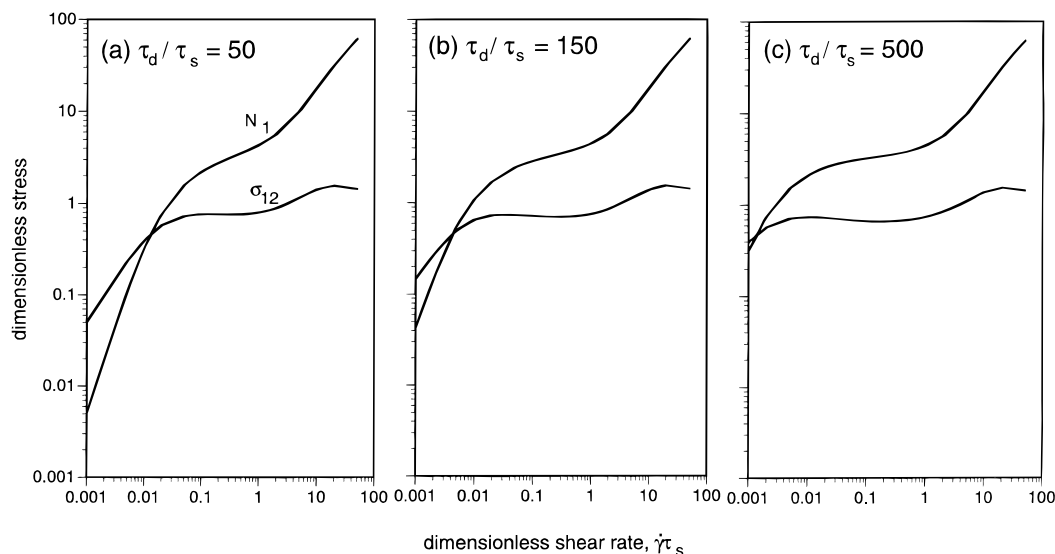 (a) τd / τs = 50
(b) τd / τs = 150
(c) τd / τs = 500
N1
σ12
100
10
1
0.1
0.01
0.001
dimensionless stress
0.001 0.01 0.1 1 10 100
0.001 0.01 0.1 1 10 100
0.001 0.01 0.1 1 10 100
dimensionless shear rate, γ̇τs